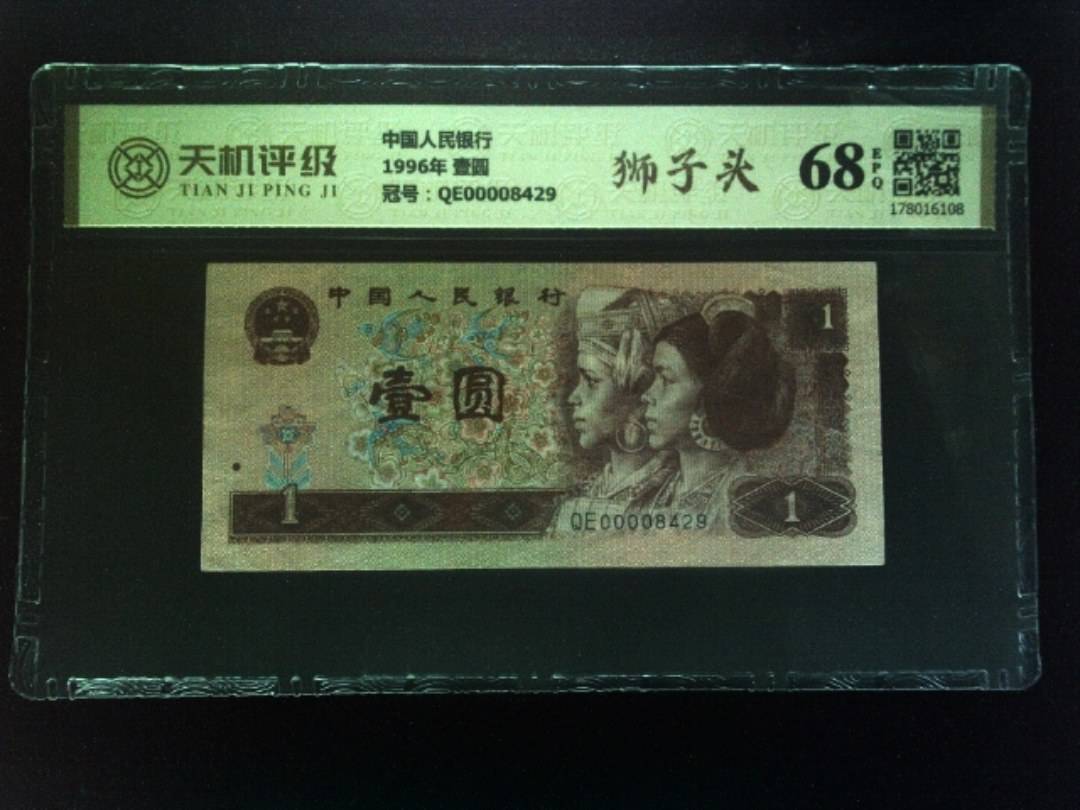 天机评级
TIAN JI PING JI
中国人民银行
1996年 壹圆
冠号：QE00008429
狮子头
68
EPQ
178016108
中国人民银行
1
壹圆
1
QE00008429
1